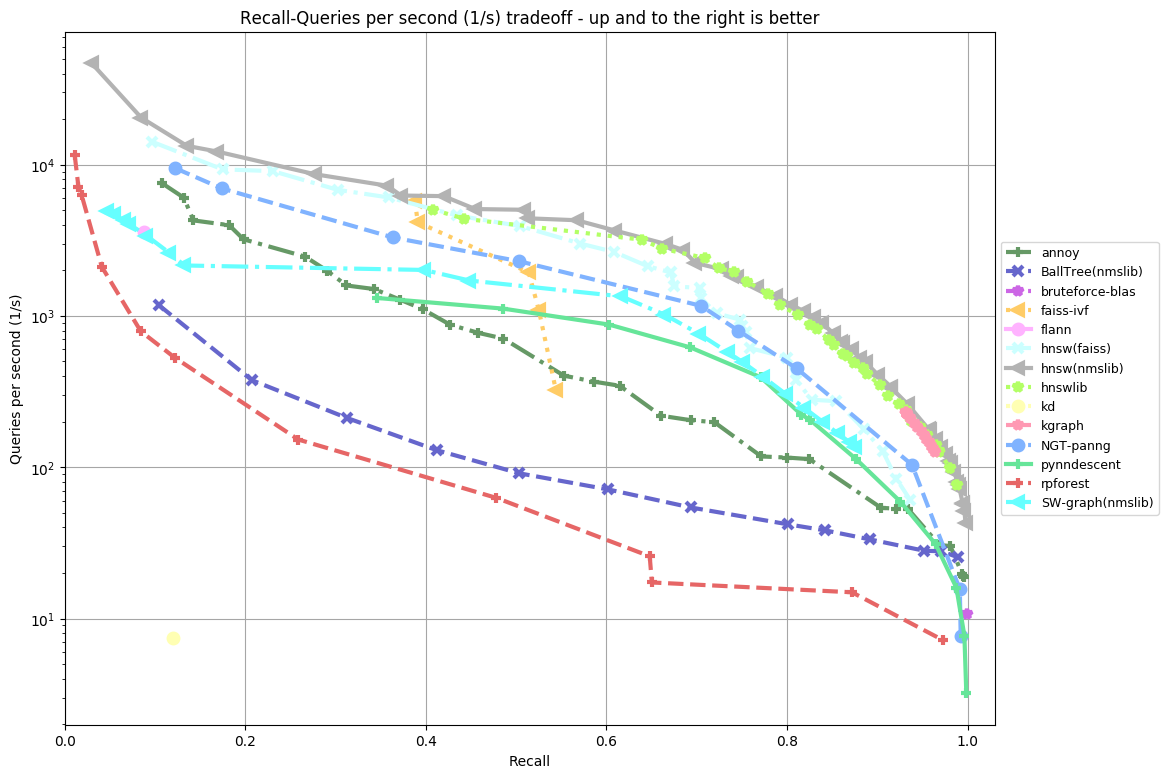 Recall-Queries per second (1/s) tradeoff - up and to the right is better
Queries per second (1/s)
10⁴
10³
10²
10¹
0.0
0.2
0.4
0.6
0.8
1.0
Recall
annoy
BallTree(nmslib)
bruteforce-blas
faiss-ivf
flann
hnsw(faiss)
hnsw(nmslib)
hnswlib
kd
kgraph
NGT-panng
pynndescent
rpforest
SW-graph(nmslib)